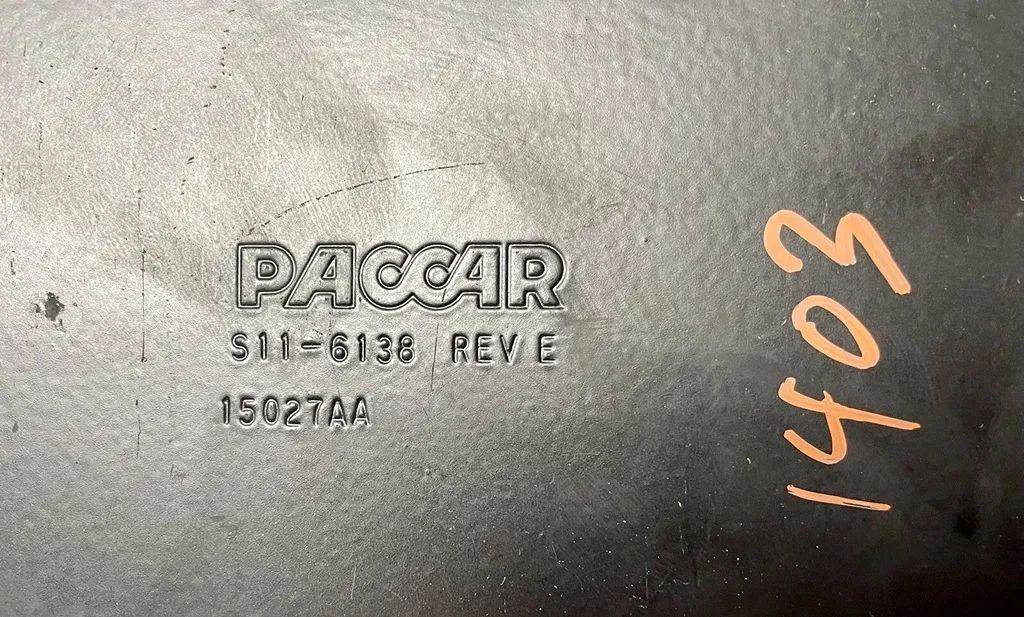 PACCAR
S11-6138 REV E
15027AA
1403